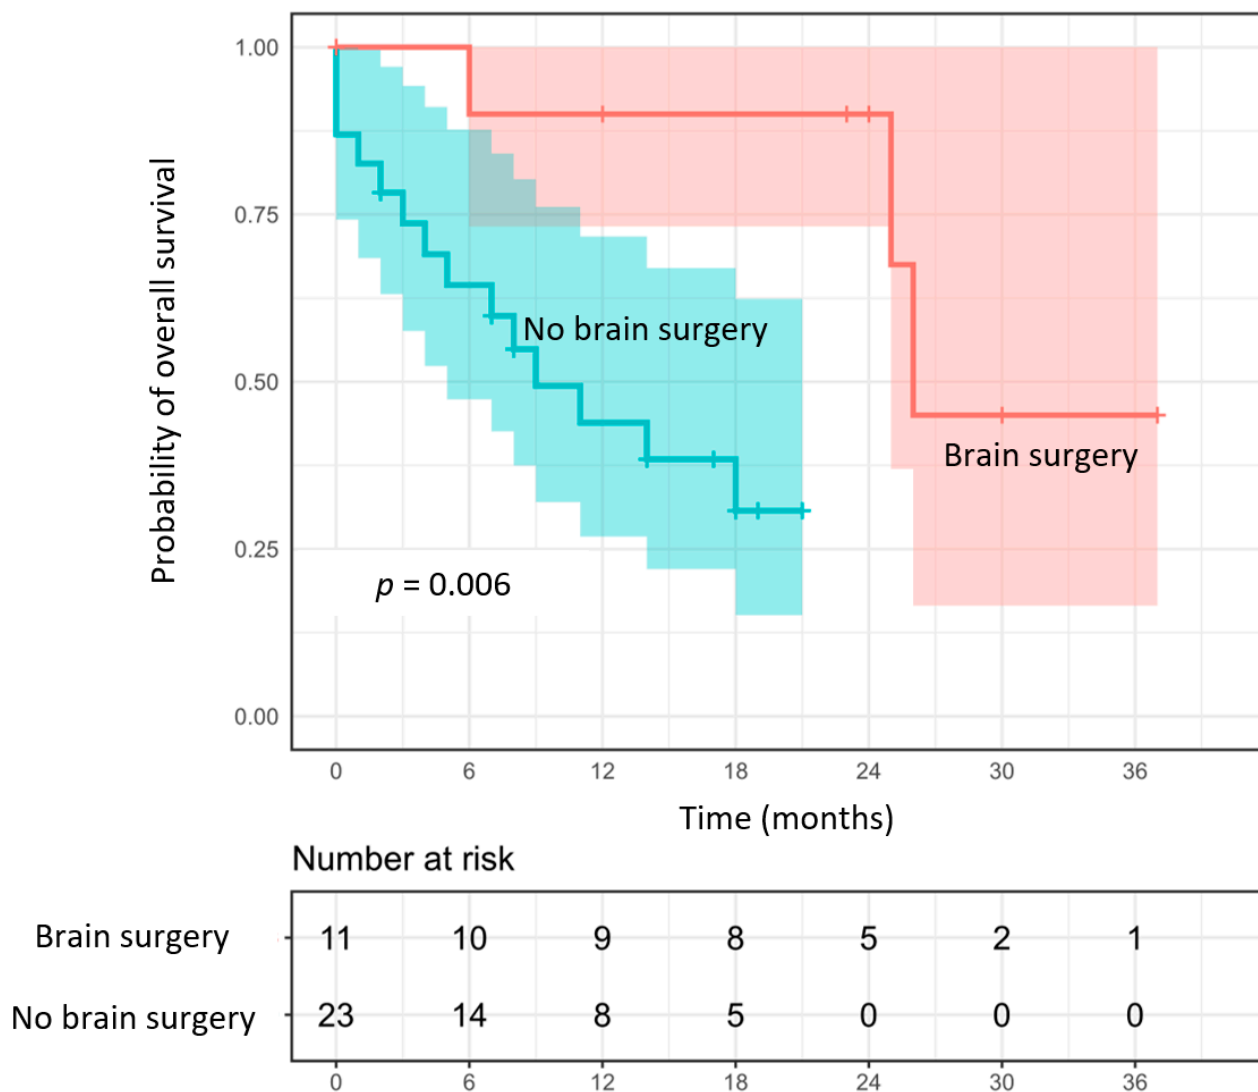 Probability of overall survival
1.00
0.75
0.50
0.25
0.00
No brain surgery
Brain surgery
p = 0.006
0 6 12 18 24 30 36
Time (months)
Number at risk
Brain surgery 11 10 9 8 5 2 1
No brain surgery 23 14 8 5 0 0 0
0 6 12 18 24 30 36